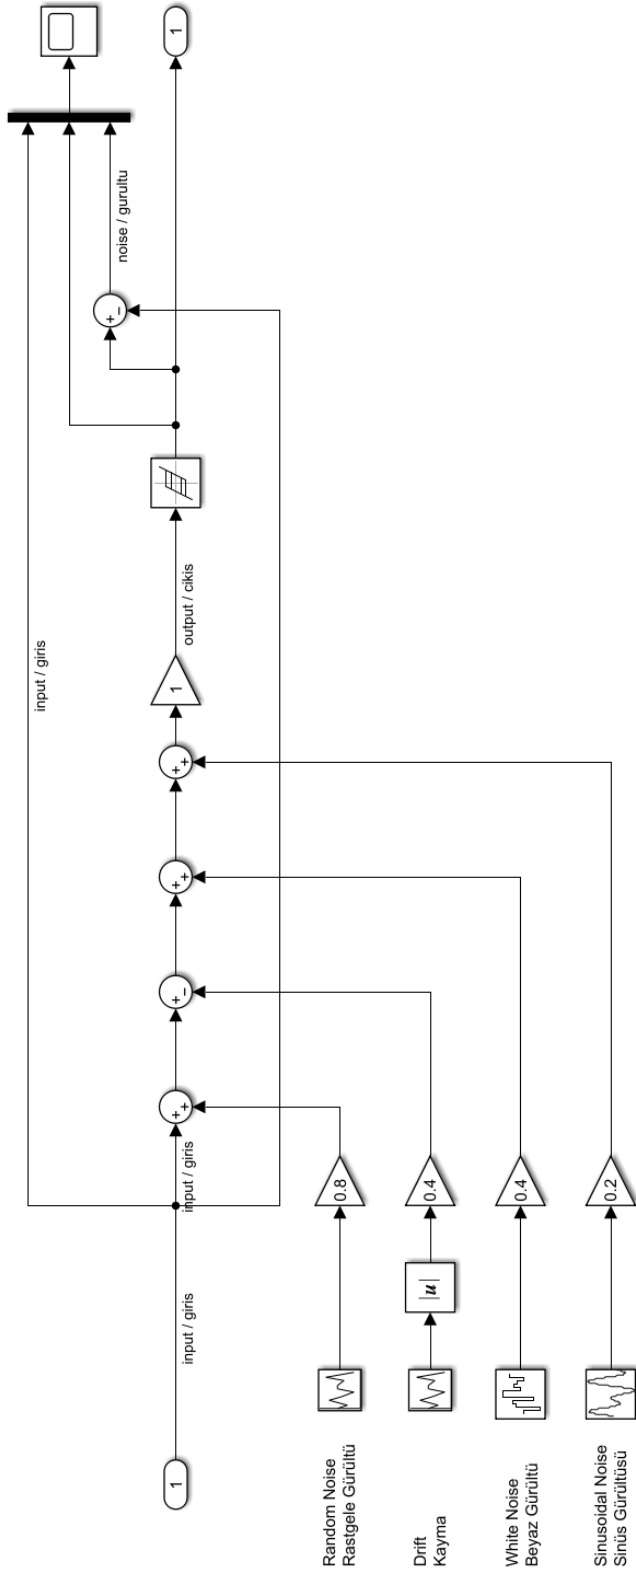 1
input / giris
input / giris
input / giris
output / cikis
noise / gurultu
1
1
+
+
+
−
+
+
+
+
+
−
Random Noise
Rastgele Gürültü
0.8
Drift
Kayma
|u|
0.4
White Noise
Beyaz Gürültü
0.4
Sinusoidal Noise
Sinüs Gürültüsü
0.2